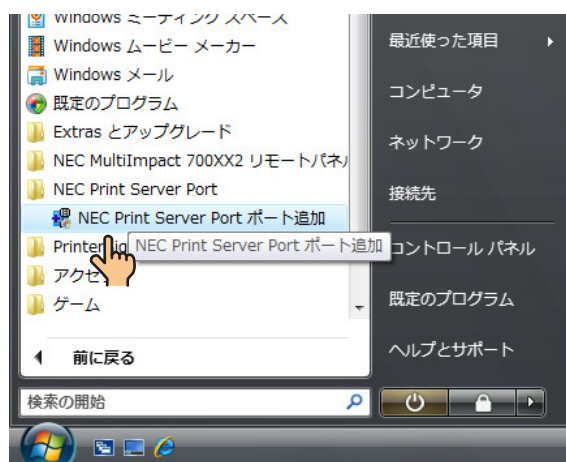 Windows ミーティング スペース
Windows ムービー メーカー
Windows メール
既定のプログラム
Extras とアップグレード
NEC MultiImpact 700XX2 リモートパネル
NEC Print Server Port
NEC Print Server Port ポート追加
NEC Print Server Port ポート追加
ゲーム
前に戻る
検索の開始
最近使った項目
コンピュータ
ネットワーク
接続先
コントロール パネル
既定のプログラム
ヘルプとサポート